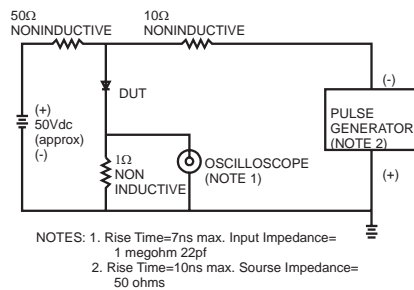 50Ω
NONINDUCTIVE
10Ω
NONINDUCTIVE
DUT
(+)
50Vdc
(approx)
(-)
1Ω
NON
INDUCTIVE
OSCILLOSCOPE
(NOTE 1)
(-)
PULSE
GENERATOR
(NOTE 2)
(+)
NOTES: 1. Rise Time=7ns max. Input Impedance=
1 megohm 22pf
2. Rise Time=10ns max. Sourse Impedance=
50 ohms